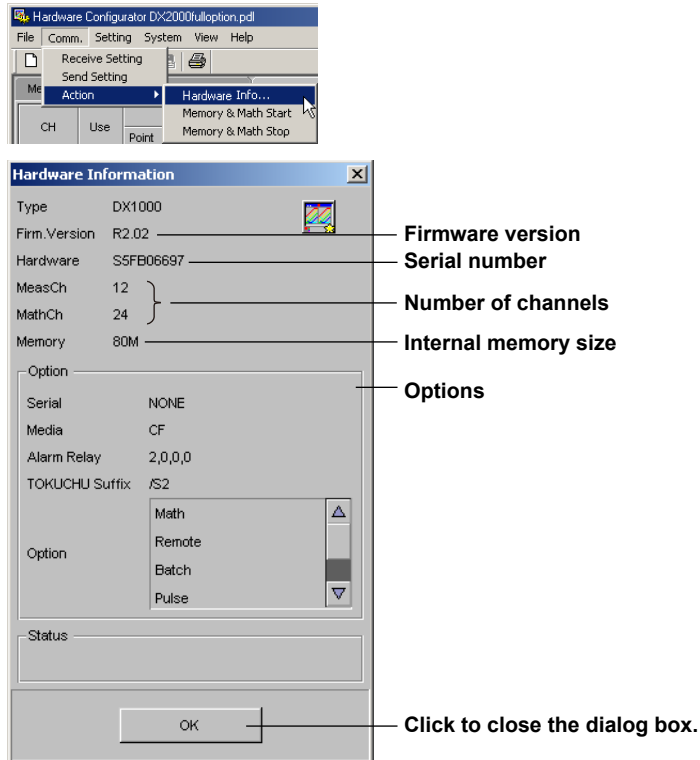 Hardware Configurator DX2000fulloption.pdl
File Comm. Setting System View Help
Receive Setting
Send Setting
Me
Action Hardware Info...
Memory & Math Start
CH Use Point Memory & Math Stop
Hardware Information
Type DX1000
Firm.Version R2.02 Firmware version
Hardware S5FB06697 Serial number
MeasCh 12
Number of channels
MathCh 24
Memory 80M Internal memory size
Option
Options
Serial NONE
Media CF
Alarm Relay 2,0,0,0
TOKUCHU Suffix /S2
Math
Remote
Option
Batch
Pulse
Status
OK Click to close the dialog box.